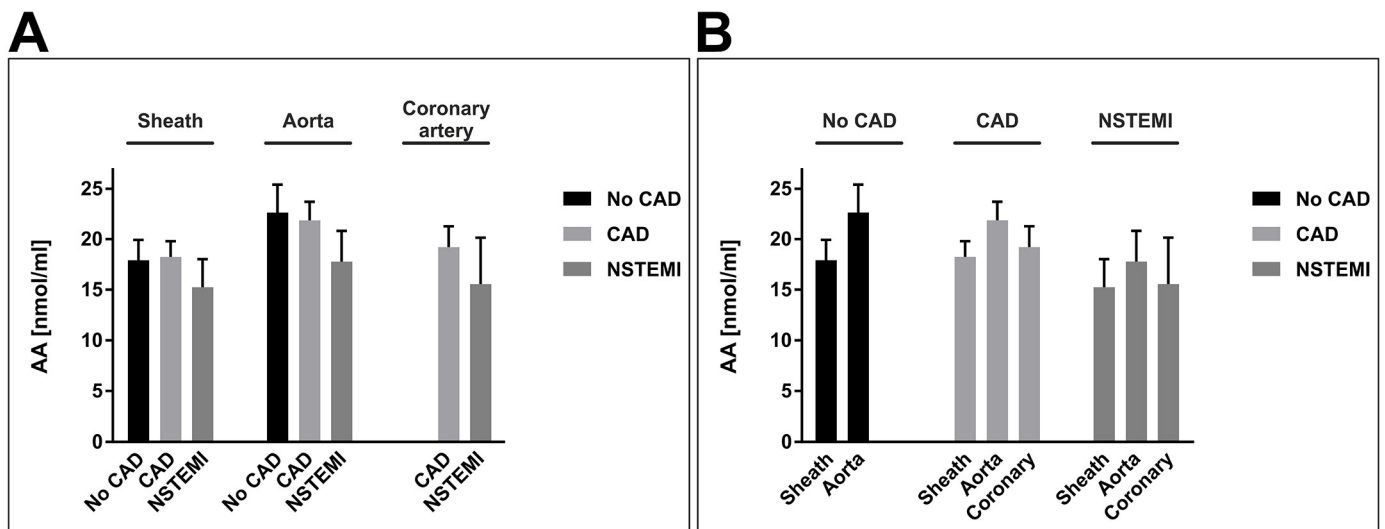 A
Sheath
Aorta
Coronary
artery
AA [nmol/ml]
25
20
15
10
5
0
No CAD
CAD
NSTEMI
No CAD
CAD
NSTEMI
CAD
NSTEMI
No CAD
CAD
NSTEMI
B
No CAD
CAD
NSTEMI
AA [nmol/ml]
25
20
15
10
5
0
Sheath
Aorta
Sheath
Aorta
Coronary
Sheath
Aorta
Coronary
No CAD
CAD
NSTEMI